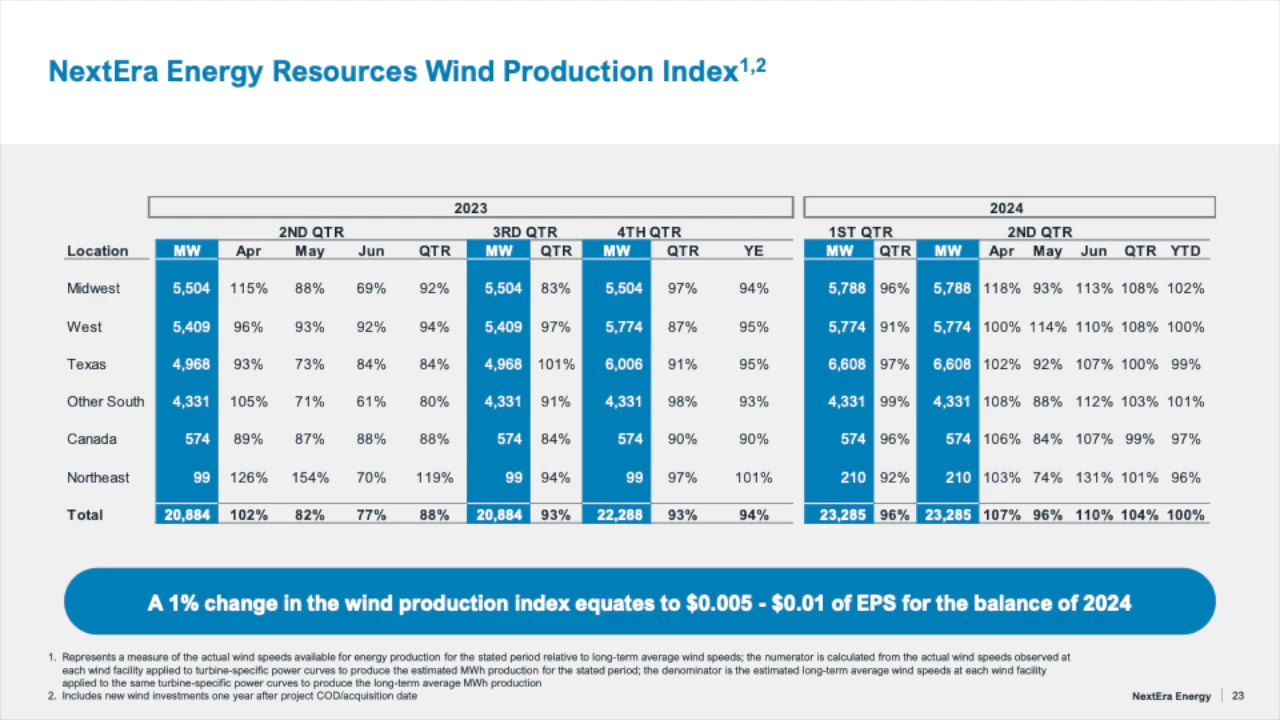 NextEra Energy Resources Wind Production Index1,2
2023 2024
2ND QTR 3RD QTR 4TH QTR 1ST QTR 2ND QTR
Location MW Apr May Jun QTR MW QTR MW QTR YE MW QTR MW Apr May Jun QTR YTD
Midwest 5,504 115% 88% 69% 92% 5,504 83% 5,504 97% 94% 5,788 96% 5,788 118% 93% 113% 108% 102%
West 5,409 96% 93% 92% 94% 5,409 97% 5,774 87% 95% 5,774 91% 5,774 100% 114% 110% 108% 100%
Texas 4,968 93% 73% 84% 84% 4,968 101% 6,006 91% 95% 6,608 97% 6,608 102% 92% 107% 100% 99%
Other South 4,331 105% 71% 61% 80% 4,331 91% 4,331 98% 93% 4,331 99% 4,331 108% 88% 112% 103% 101%
Canada 574 89% 87% 88% 88% 574 84% 574 90% 90% 574 96% 574 106% 84% 107% 99% 97%
Northeast 99 126% 154% 70% 119% 99 94% 99 97% 101% 210 92% 210 103% 74% 131% 101% 96%
Total 20,884 102% 82% 77% 88% 20,884 93% 22,288 93% 94% 23,285 96% 23,285 107% 96% 110% 104% 100%
A 1% change in the wind production index equates to $0.005 - $0.01 of EPS for the balance of 2024
1. Represents a measure of the actual wind speeds available for energy production for the stated period relative to long-term average wind speeds; the numerator is calculated from the actual wind speeds observed at
each wind facility applied to turbine-specific power curves to produce the estimated MWh production for the stated period; the denominator is the estimated long-term average wind speeds at each wind facility
applied to the same turbine-specific power curves to produce the long-term average MWh production
2. Includes new wind investments one year after project COD/acquisition date
NextEra Energy 23